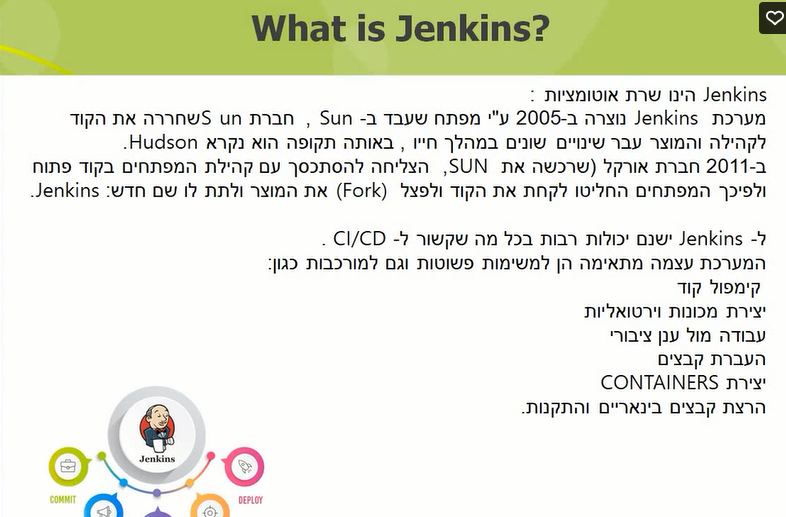 What is Jenkins?
Jenkins הינו שרת אוטומציות :
מערכת Jenkins נוצרה ב-2005 ע"י מפתח שעבד ב- Sun , חברת S unשחררה את הקוד
לקהילה והמוצר עבר שינויים שונים במהלך חייו , באותה תקופה הוא נקרא Hudson.
ב-2011 חברת אורקל (שרכשה את SUN, הצליחה להסתכסך עם קהילת המפתחים בקוד פתוח
ולפיכך המפתחים החליטו לקחת את הקוד ולפצל (Fork) את המוצר ולתת לו שם חדש: Jenkins.
ל- Jenkins ישנם יכולות רבות בכל מה שקשור ל- CI/CD .
המערכת עצמה מתאימה הן למשימות פשוטות וגם למורכבות כגון:
קימפול קוד
יצירת מכונות וירטואליות
עבודה מול ענן ציבורי
העברת קבצים
יצירת CONTAINERS
הרצת קבצים בינאריים והתקנות.
Jenkins
COMMIT
DEPLOY